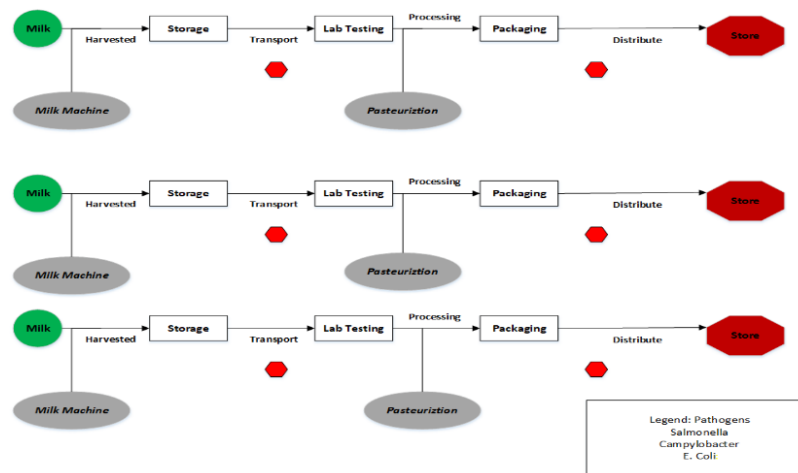 Milk
Harvested
Storage
Transport
Lab Testing
Processing
Packaging
Distribute
Store
Milk Machine
Pasteuriztion
Milk
Harvested
Storage
Transport
Lab Testing
Processing
Packaging
Distribute
Store
Milk Machine
Pasteuriztion
Milk
Harvested
Storage
Transport
Lab Testing
Processing
Packaging
Distribute
Store
Milk Machine
Pasteuriztion
Legend: Pathogens
Salmonella
Campylobacter
E. Coli